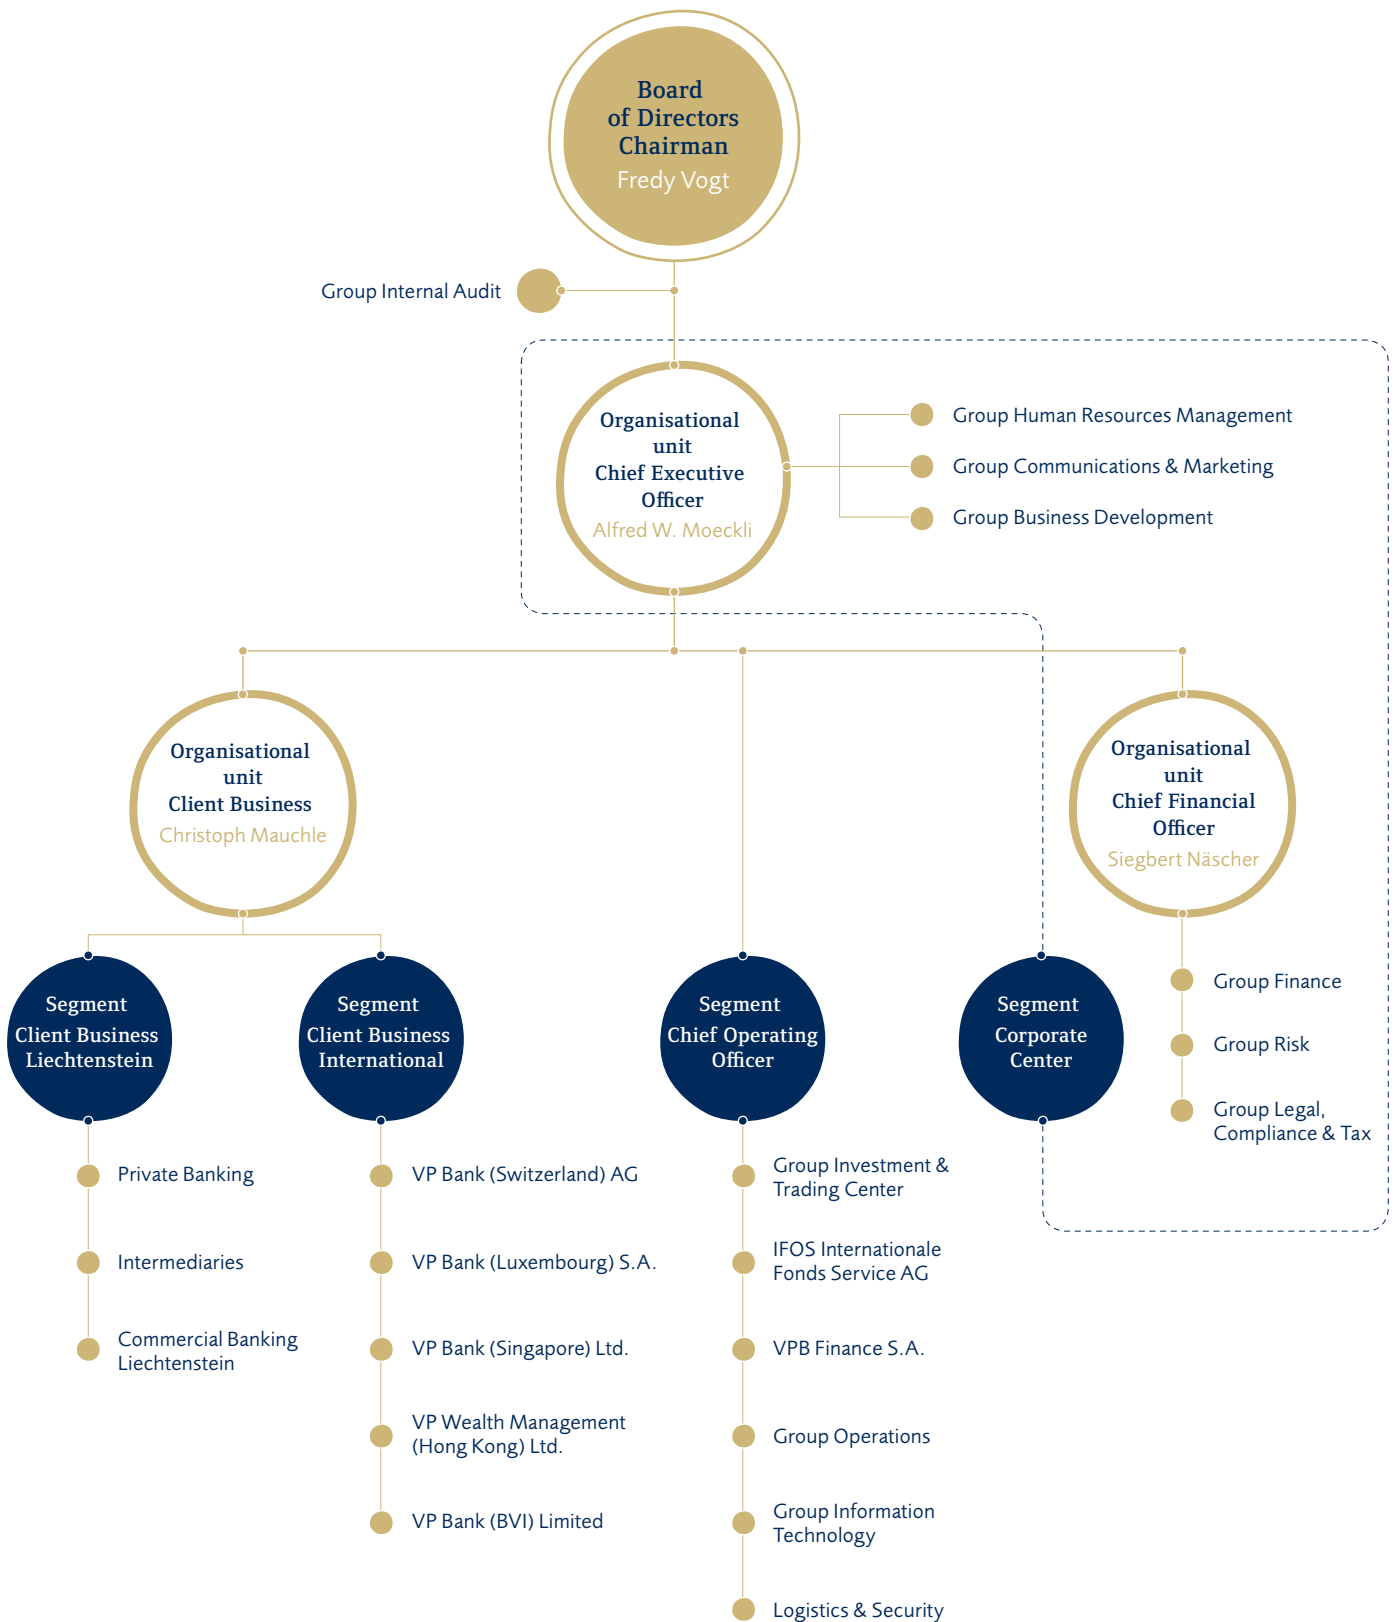 Board
of Directors
Chairman
Fredy Vogt
Group Internal Audit
Organisational
unit
Chief Executive
Officer
Alfred W. Moeckli
Group Human Resources Management
Group Communications & Marketing
Group Business Development
Organisational
unit
Client Business
Christoph Mauchle
Organisational
unit
Chief Financial
Officer
Siegbert Näscher
Group Finance
Group Risk
Group Legal,
Compliance & Tax
Segment
Client Business
Liechtenstein
Private Banking
Intermediaries
Commercial Banking
Liechtenstein
Segment
Client Business
International
VP Bank (Switzerland) AG
VP Bank (Luxembourg) S.A.
VP Bank (Singapore) Ltd.
VP Wealth Management
(Hong Kong) Ltd.
VP Bank (BVI) Limited
Segment
Chief Operating
Officer
Group Investment &
Trading Center
IFOS Internationale
Fonds Service AG
VPB Finance S.A.
Group Operations
Group Information
Technology
Logistics & Security
Segment
Corporate
Center